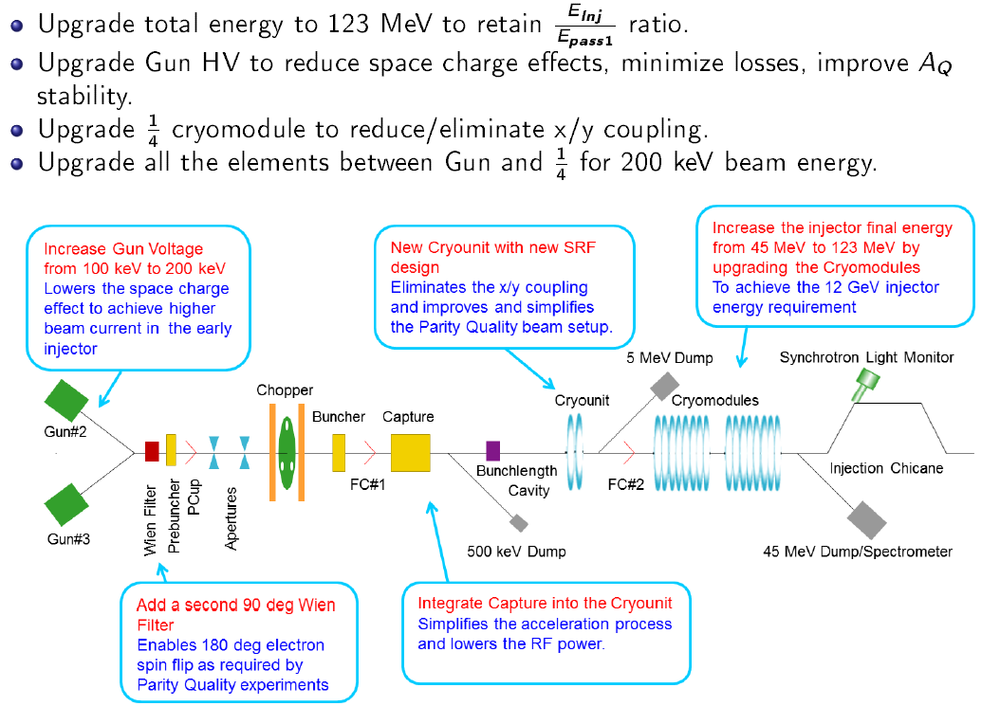 Upgrade total energy to 123 MeV to retain E_Inj/E_pass1 ratio.
Upgrade Gun HV to reduce space charge effects, minimize losses, improve A_Q
stability.
Upgrade 1/4 cryomodule to reduce/eliminate x/y coupling.
Upgrade all the elements between Gun and 1/4 for 200 keV beam energy.
Increase Gun Voltage
from 100 keV to 200 keV
Lowers the space charge
effect to achieve higher
beam current in the early
injector
New Cryounit with new SRF
design
Eliminates the x/y coupling
and improves and simplifies
the Parity Quality beam setup.
Increase the injector final energy
from 45 MeV to 123 MeV by
upgrading the Cryomodules
To achieve the 12 GeV injector
energy requirement
5 MeV Dump
Synchrotron Light Monitor
Chopper
Cryounit
Cryomodules
Gun#2
Buncher
Capture
Bunchlength
Cavity
FC#1
FC#2
Injection Chicane
Gun#3
Wien Filter
Prebuncher
PCup
Apertures
500 keV Dump
45 MeV Dump/Spectrometer
Add a second 90 deg Wien
Filter
Enables 180 deg electron
spin flip as required by
Parity Quality experiments
Integrate Capture into the Cryounit
Simplifies the acceleration process
and lowers the RF power.